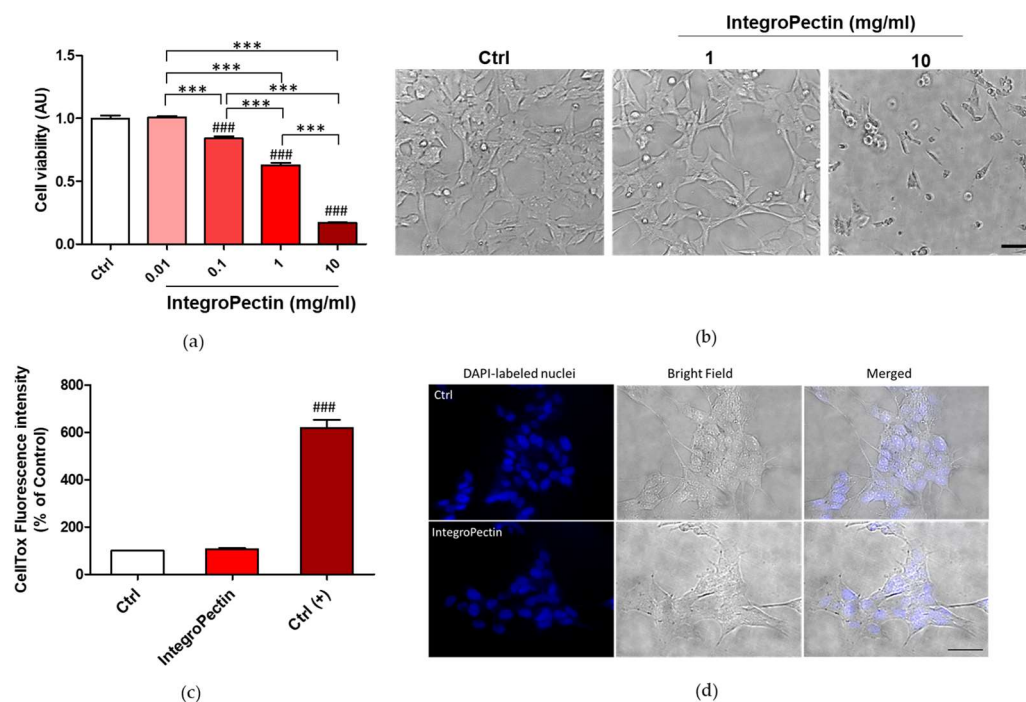 Cell viability (AU)
1.5
1.0
0.5
0.0
***
***
***
***
***
***
###
###
###
Ctrl
0.01
0.1
1
10
IntegroPectin (mg/ml)
(a)
IntegroPectin (mg/ml)
Ctrl
1
10
(b)
CellTox Fluorescence intensity
(% of Control)
800
600
400
200
100
0
###
Ctrl
IntegroPectin
Ctrl (+)
(c)
DAPI-labeled nuclei
Bright Field
Merged
Ctrl
IntegroPectin
(d)